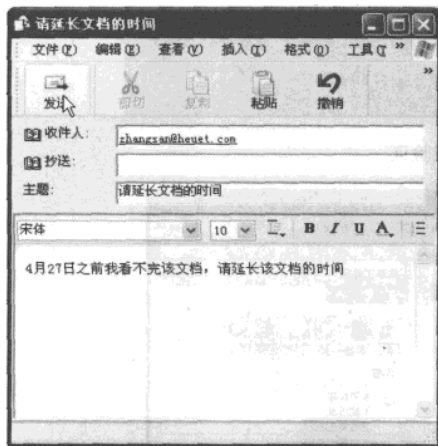 请延长文档的时间
文件(F) 编辑(E) 查看(V) 插入(I) 格式(O) 工具(T »
发送 剪切 复制 粘贴 撤销 »
收件人: zhangsan@heuet.com
抄送:
主题: 请延长文档的时间
宋体 10 B I U A
4月27日之前我看不完该文档，请延长该文档的时间